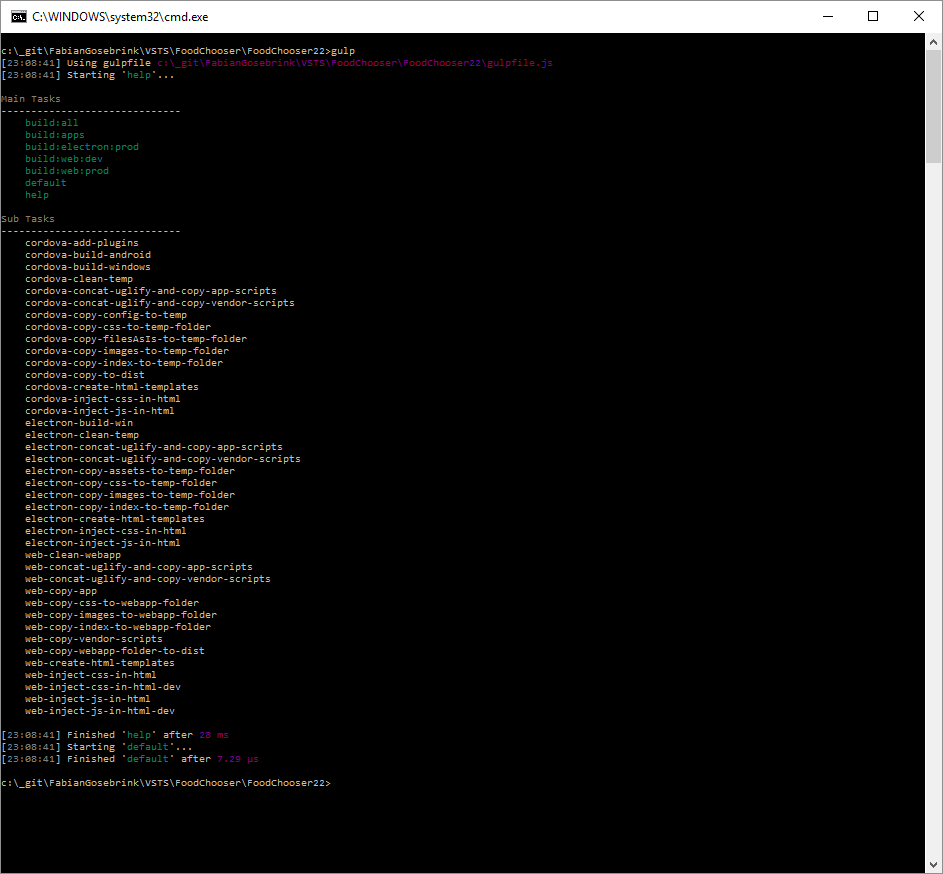 C:\WINDOWS\system32\cmd.exe
c:\_git\FabianGosebrink\VSTS\FoodChooser\FoodChooser22>gulp
[23:08:41] Using gulpfile c:\_git\FabianGosebrink\VSTS\FoodChooser\FoodChooser22\gulpfile.js
[23:08:41] Starting 'help'...
Main Tasks
------------------------------
build:all
build:apps
build:electron:prod
build:web:dev
build:web:prod
default
help
Sub Tasks
------------------------------
cordova-add-plugins
cordova-build-android
cordova-build-windows
cordova-clean-temp
cordova-concat-uglify-and-copy-app-scripts
cordova-concat-uglify-and-copy-vendor-scripts
cordova-copy-config-to-temp
cordova-copy-css-to-temp-folder
cordova-copy-filesAsIs-to-temp-folder
cordova-copy-images-to-temp-folder
cordova-copy-index-to-temp-folder
cordova-copy-to-dist
cordova-create-html-templates
cordova-inject-css-in-html
cordova-inject-js-in-html
electron-build-win
electron-clean-temp
electron-concat-uglify-and-copy-app-scripts
electron-concat-uglify-and-copy-vendor-scripts
electron-copy-assets-to-temp-folder
electron-copy-css-to-temp-folder
electron-copy-images-to-temp-folder
electron-copy-index-to-temp-folder
electron-create-html-templates
electron-inject-css-in-html
electron-inject-js-in-html
web-clean-webapp
web-concat-uglify-and-copy-app-scripts
web-concat-uglify-and-copy-vendor-scripts
web-copy-app
web-copy-css-to-webapp-folder
web-copy-images-to-webapp-folder
web-copy-index-to-webapp-folder
web-copy-vendor-scripts
web-copy-webapp-folder-to-dist
web-create-html-templates
web-inject-css-in-html
web-inject-css-in-html-dev
web-inject-js-in-html
web-inject-js-in-html-dev
[23:08:41] Finished 'help' after 28 ms
[23:08:41] Starting 'default'...
[23:08:41] Finished 'default' after 7.29 μs
c:\_git\FabianGosebrink\VSTS\FoodChooser\FoodChooser22>